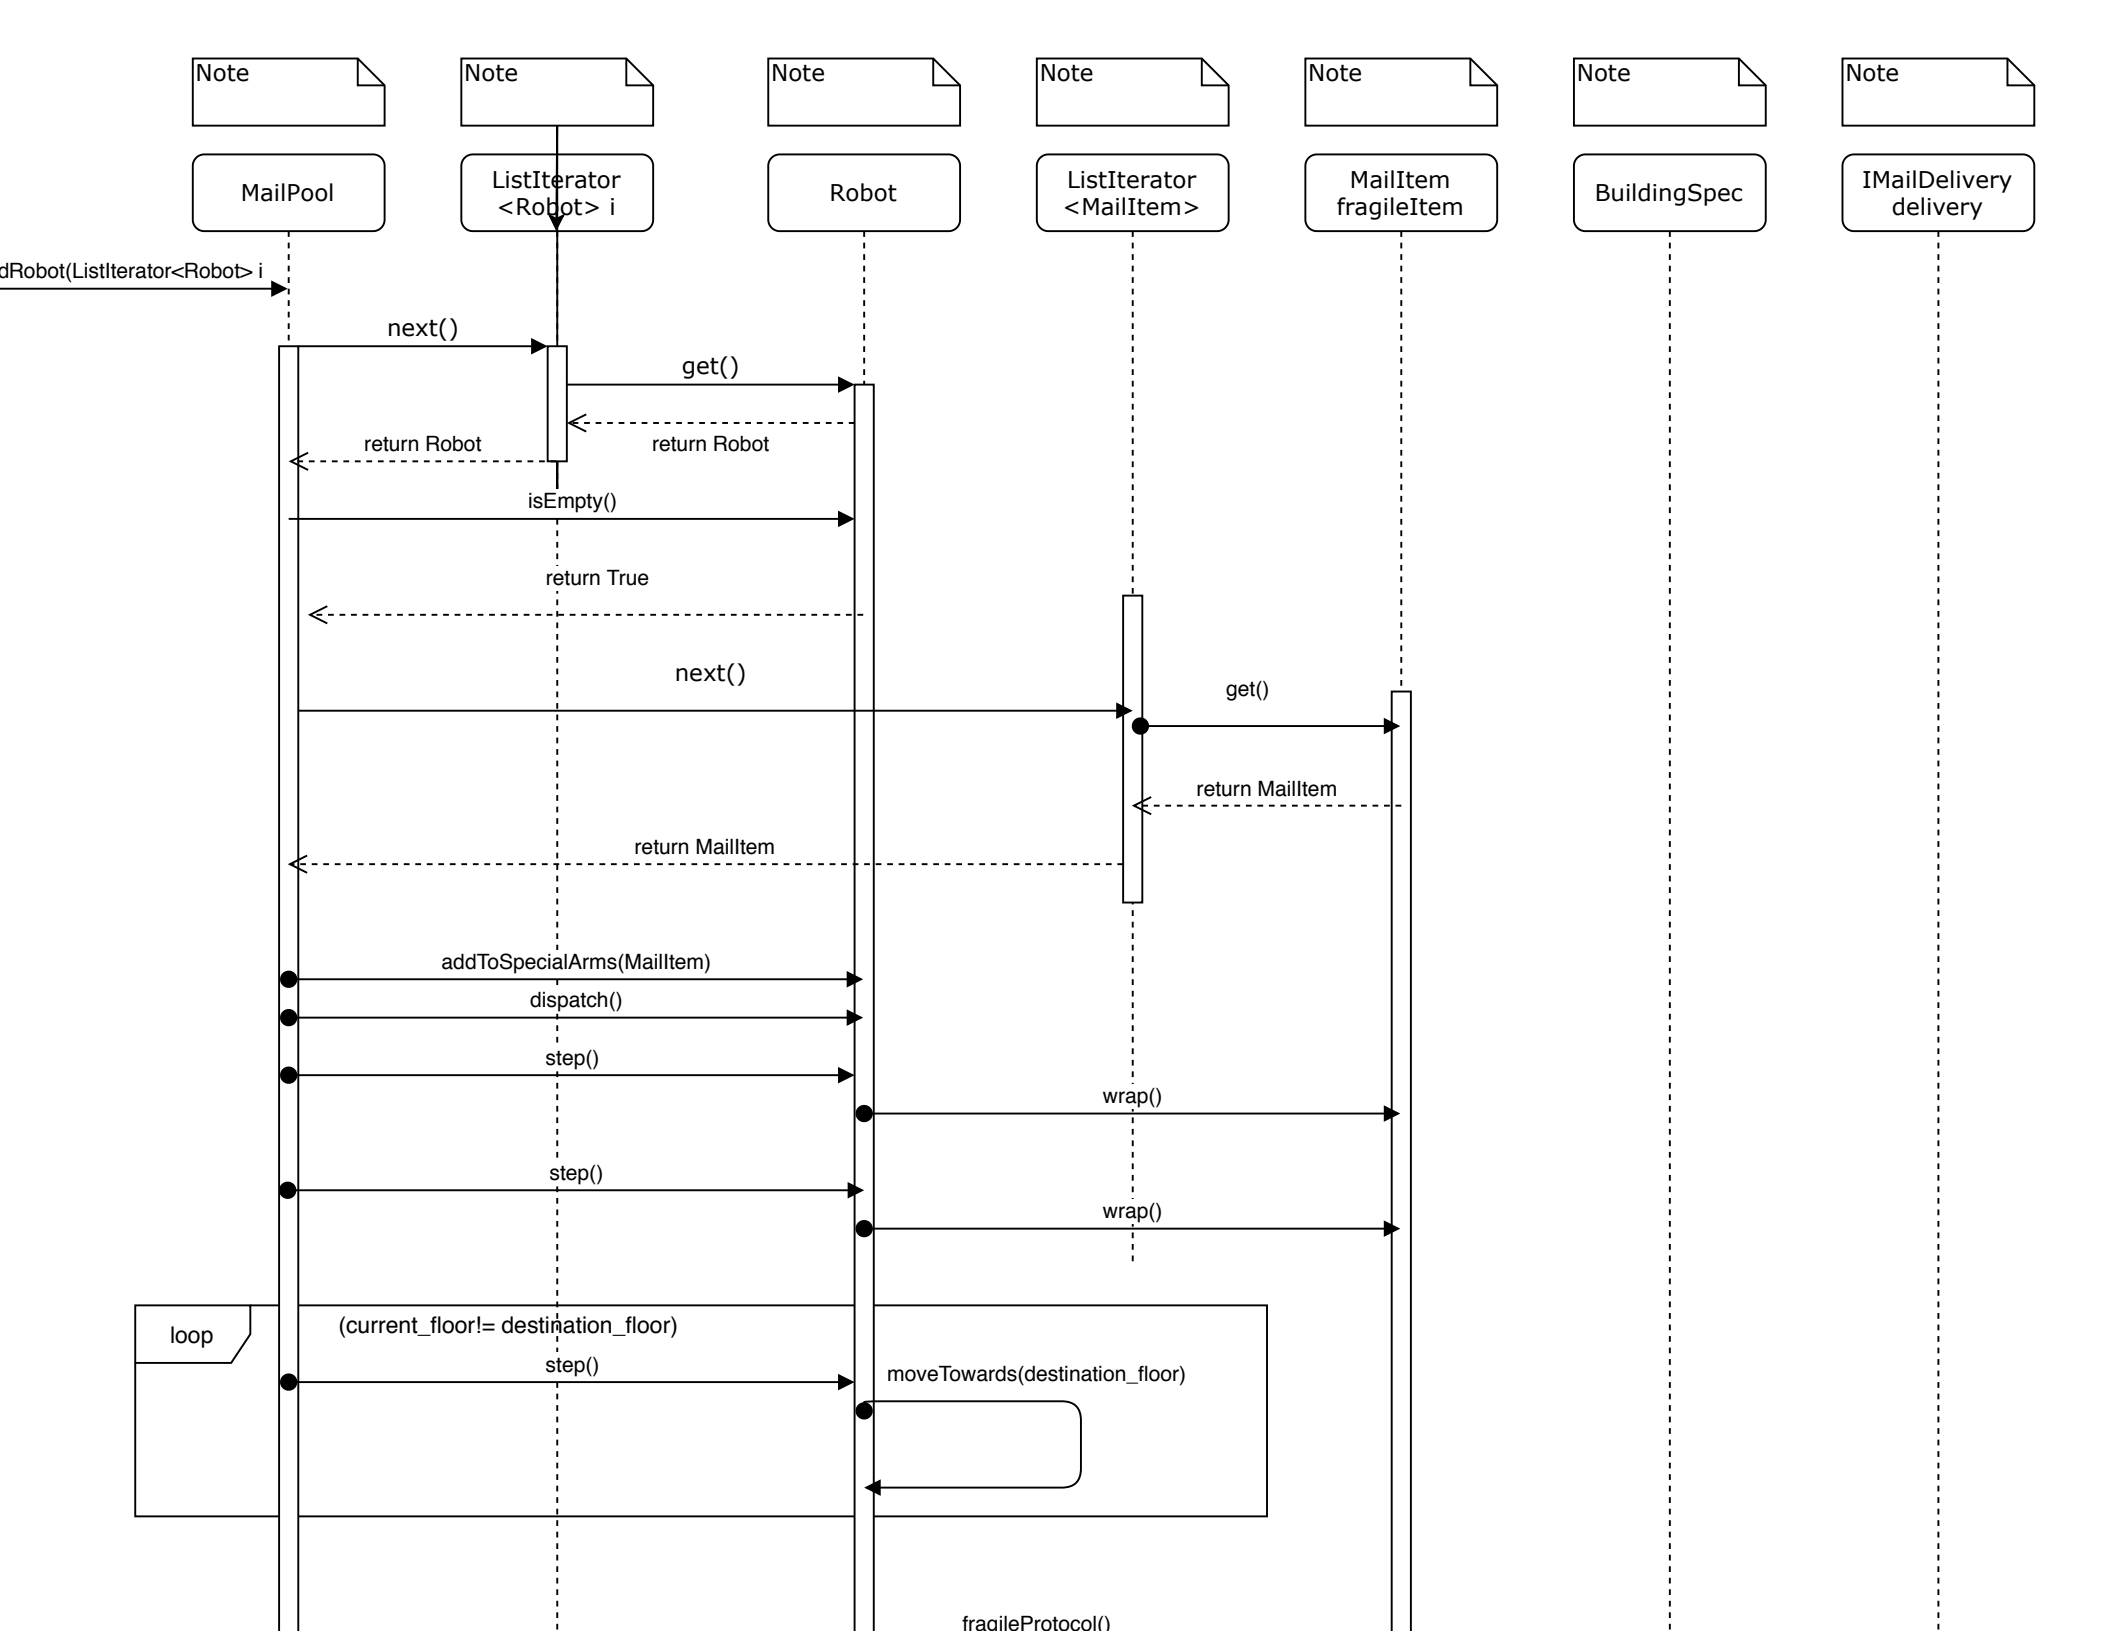 Note
Note
Note
Note
Note
Note
Note
MailPool
ListIterator
<Robot> i
Robot
ListIterator
<MailItem>
MailItem
fragileItem
BuildingSpec
IMailDelivery
delivery
dRobot(ListIterator<Robot> i
next()
get()
return Robot
return Robot
isEmpty()
return True
next()
get()
return MailItem
return MailItem
addToSpecialArms(MailItem)
dispatch()
step()
wrap()
step()
wrap()
loop
(current_floor!= destination_floor)
step()
moveTowards(destination_floor)
fragileProtocol()